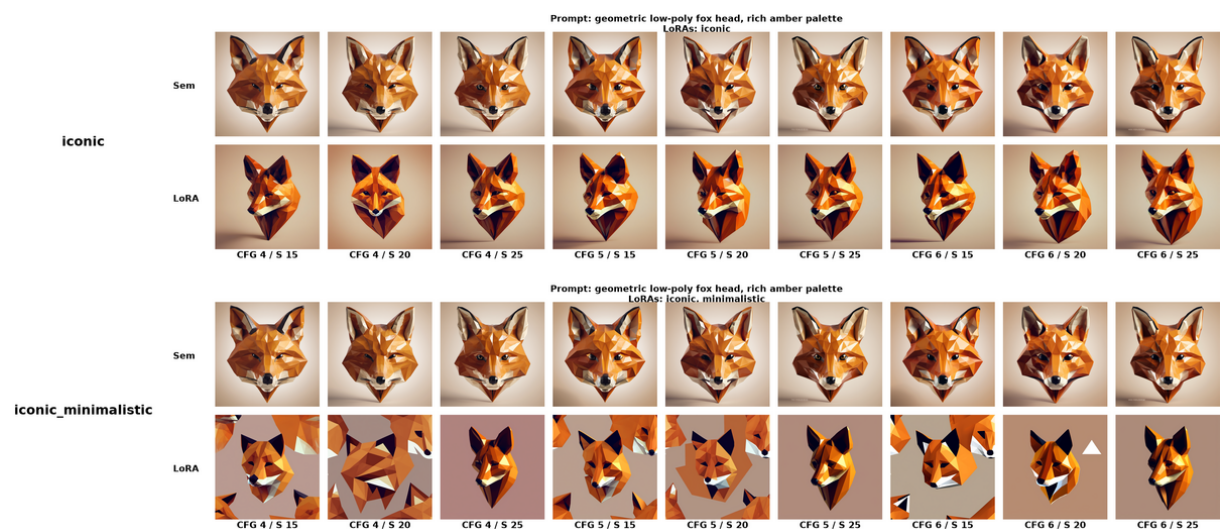 Prompt: geometric low-poly fox head, rich amber palette
LoRAs: iconic
Sem
iconic
LoRA
CFG 4 / S 15
CFG 4 / S 20
CFG 4 / S 25
CFG 5 / S 15
CFG 5 / S 20
CFG 5 / S 25
CFG 6 / S 15
CFG 6 / S 20
CFG 6 / S 25
Prompt: geometric low-poly fox head, rich amber palette
LoRAs: iconic, minimalistic
Sem
iconic_minimalistic
LoRA
CFG 4 / S 15
CFG 4 / S 20
CFG 4 / S 25
CFG 5 / S 15
CFG 5 / S 20
CFG 5 / S 25
CFG 6 / S 15
CFG 6 / S 20
CFG 6 / S 25